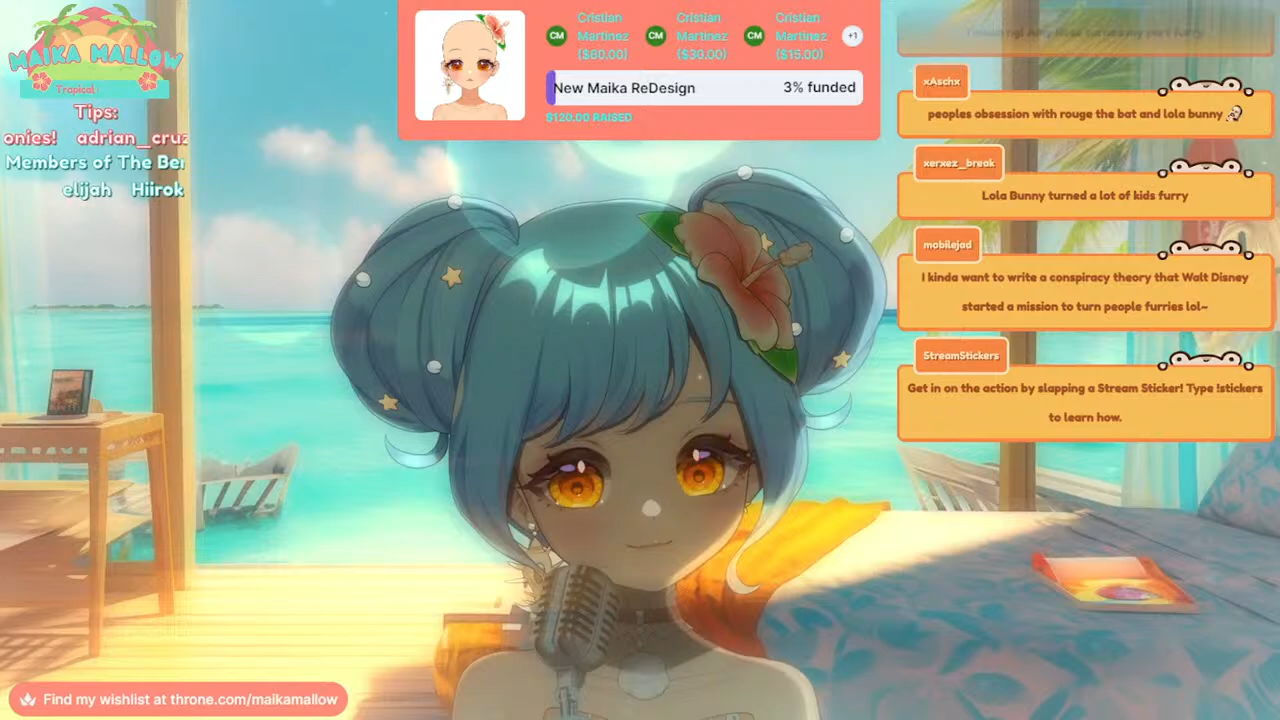 MAIKA MALLOW
Tropical
Tips:
onies! adrian_cruz
Members of The Ber
elijah Hiirok
CM
Cristian
Martinez
($60.00)
CM
Cristian
Martinez
($30.00)
CM
Cristian
Martinez
($15.00)
+1
New Maika ReDesign
3% funded
$120.00 RAISED
xAschx
peoples obsession with rouge the bat and lola bunny
xerxez_break
Lola Bunny turned a lot of kids furry
mobilejad
I kinda want to write a conspiracy theory that Walt Disney
started a mission to turn people furries lol~
StreamStickers
Get in on the action by slapping a Stream Sticker! Type !stickers
to learn how.
Find my wishlist at throne.com/maikamallow